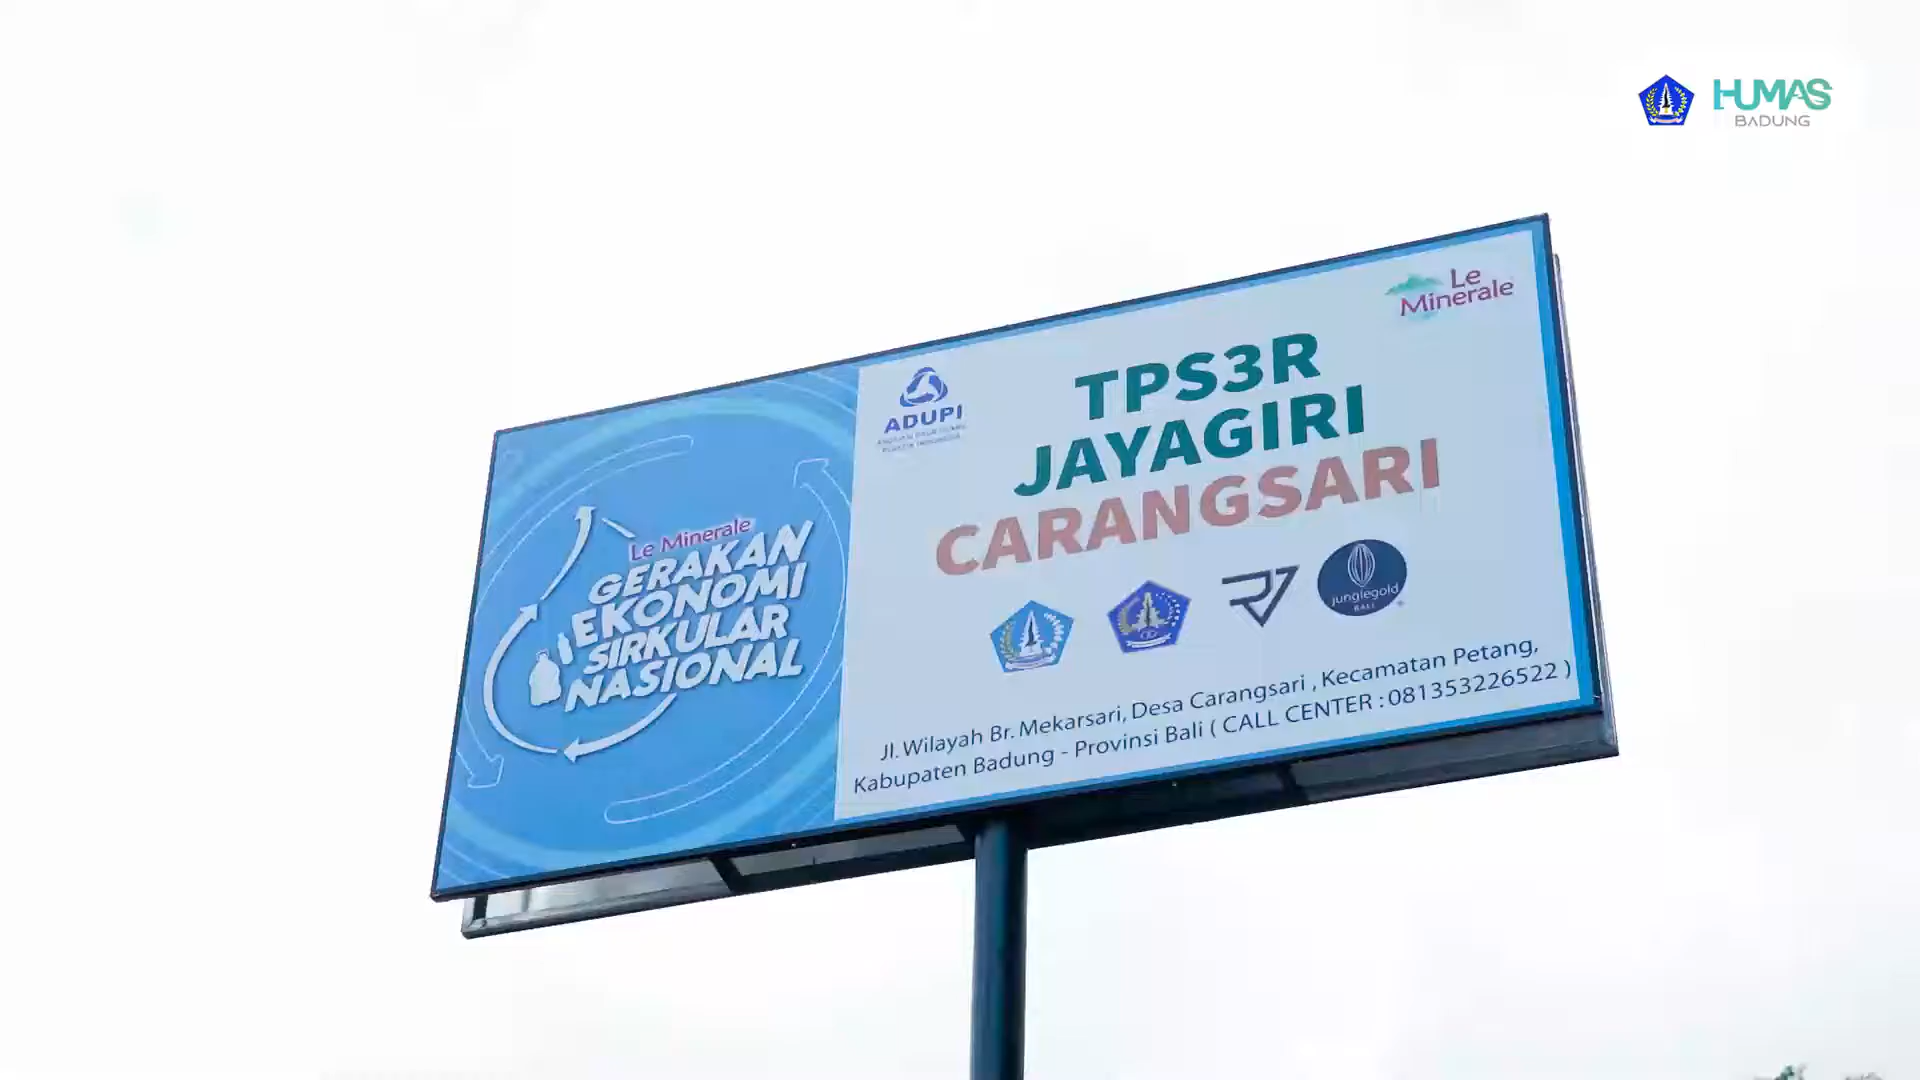 HUMAS
BADUNG
Le
Minerale
ADUPI
TPS3R
JAYAGIRI
CARANGSARI
Le Minerale
GERAKAN
EKONOMI
SIRKULAR
NASIONAL
junglegold
BALI
Jl. Wilayah Br. Mekarsari, Desa Carangsari , Kecamatan Petang,
Kabupaten Badung - Provinsi Bali ( CALL CENTER : 081353226522 )